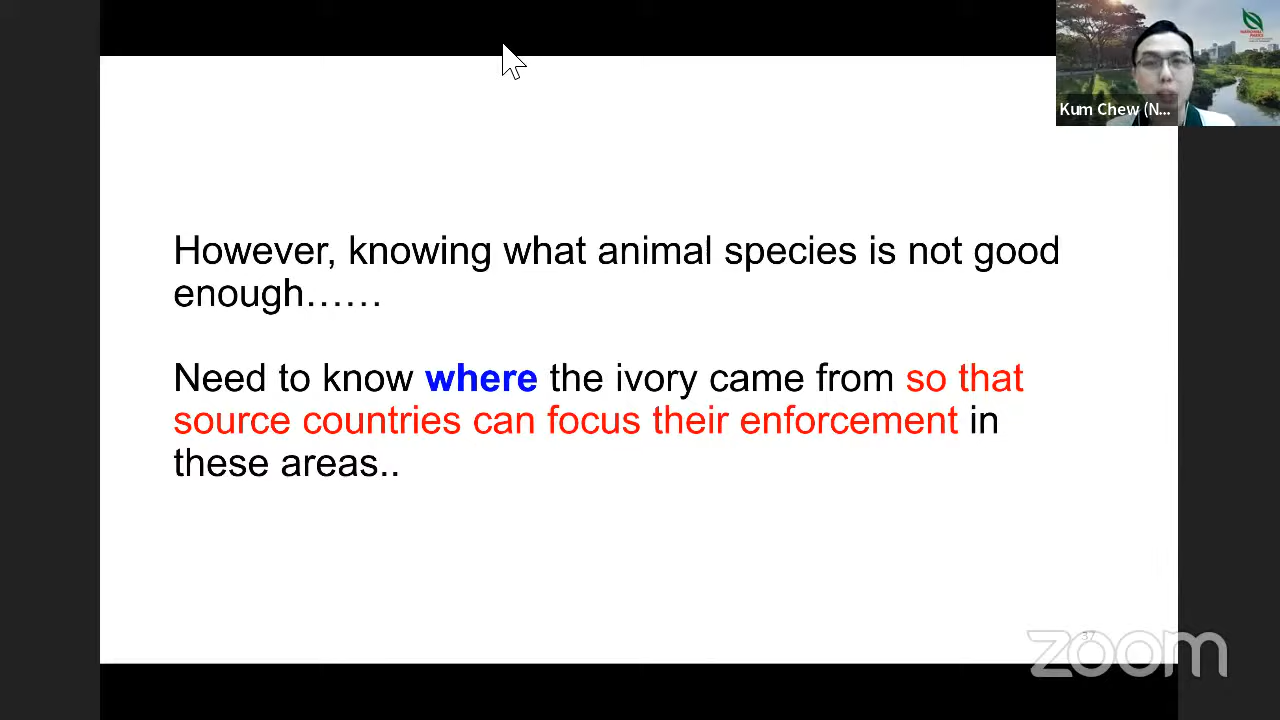 Kum Chew (N...
However, knowing what animal species is not good
enough……
Need to know where the ivory came from so that
source countries can focus their enforcement in
these areas..
37
zoom